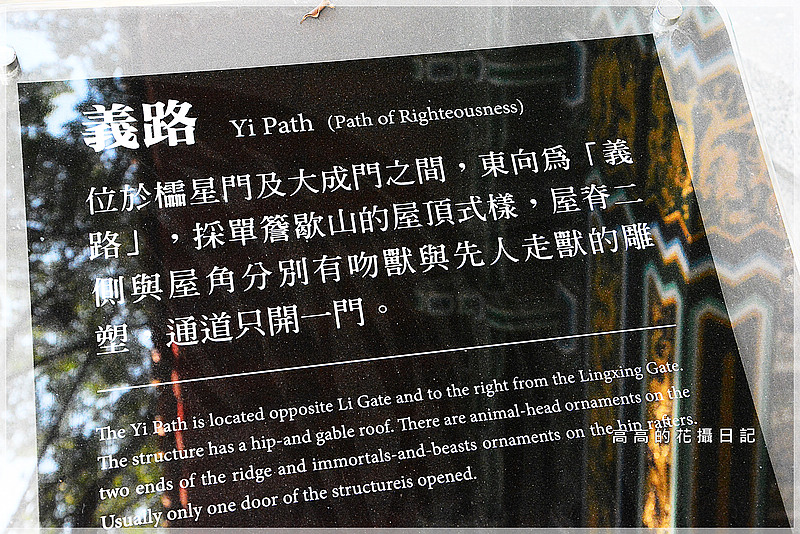 義路 Yi Path (Path of Righteousness)
位於櫺星門及大成門之間，東向為「義
路」，採單簷歇山的屋頂式樣，屋脊二
側與屋角分別有吻獸與先人走獸的雕
塑，通道只開一門。
The Yi Path is located opposite Li Gate and to the right from the Lingxing Gate.
The structure has a hip-and gable roof. There are animal-head ornaments on the
two ends of the ridge and immortals-and-beasts ornaments on the hip rafters.
Usually only one door of the structureis opened.
高高的花攝日記